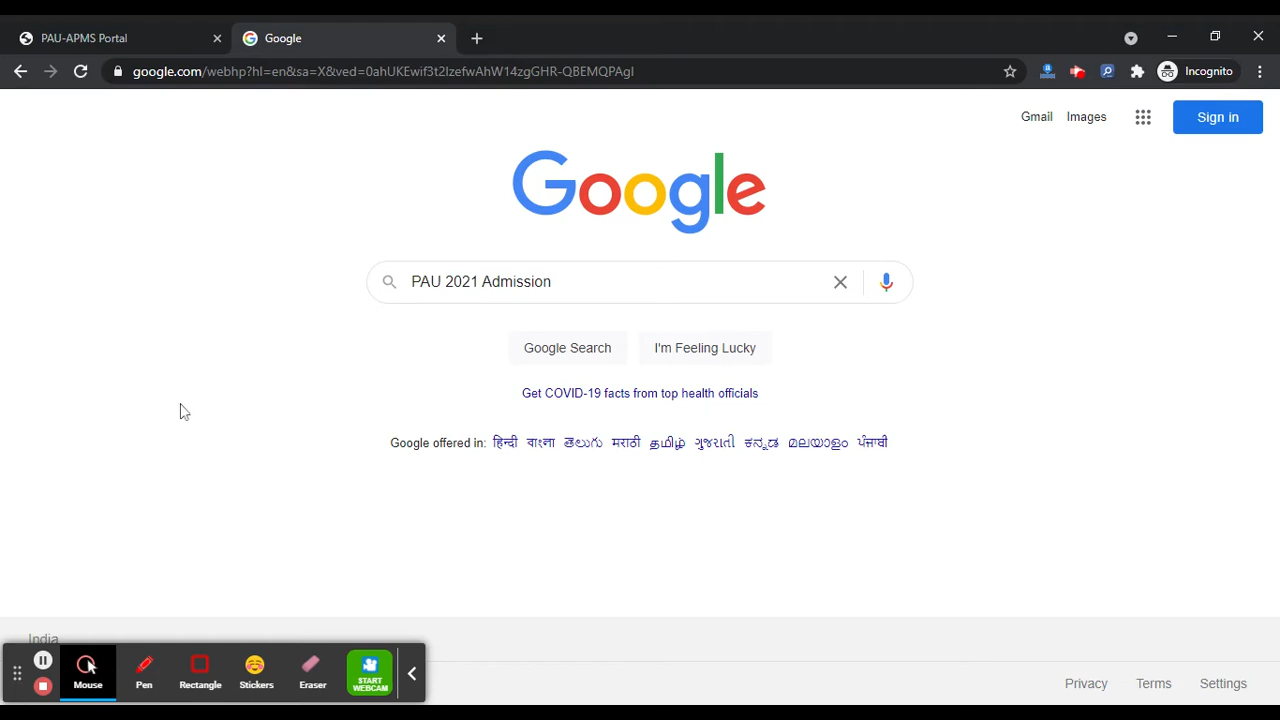 PAU-APMS Portal
Google
google.com/webhp?hl=en&sa=X&ved=0ahUKEwif3t2IzefwAhW14zgGHR-QBEMQPAgI
Incognito
Gmail Images Sign in
Google
PAU 2021 Admission
Google Search I'm Feeling Lucky
Get COVID-19 facts from top health officials
Google offered in: हिन्दी বাংলা తెలుగు मराठी தமிழ் ગુજરાતી ಕನ್ನಡ മലയാളം ਪੰਜਾਬੀ
India
Mouse Pen Rectangle Stickers Eraser START WEBCAM
Privacy Terms Settings